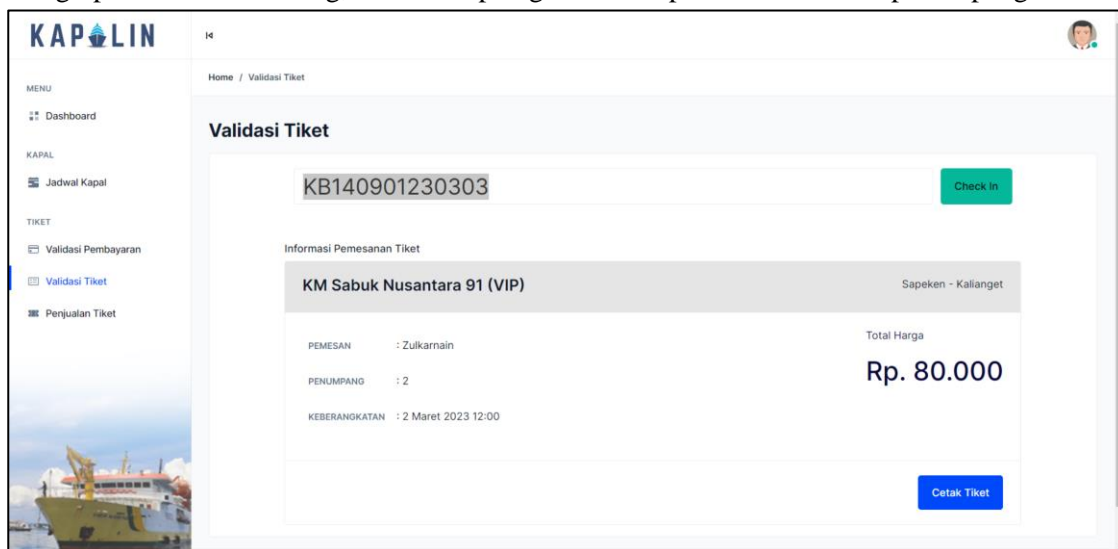 KAPALIN
Home / Validasi Tiket
MENU
Dashboard
KAPAL
Jadwal Kapal
TIKET
Validasi Pembayaran
Validasi Tiket
Penjualan Tiket
Validasi Tiket
KB140901230303
Check In
Informasi Pemesanan Tiket
KM Sabuk Nusantara 91 (VIP)
Sapeken - Kalianget
PEMESAN : Zulkarnain
PENUMPANG : 2
KEBERANGKATAN : 2 Maret 2023 12:00
Total Harga
Rp. 80.000
Cetak Tiket